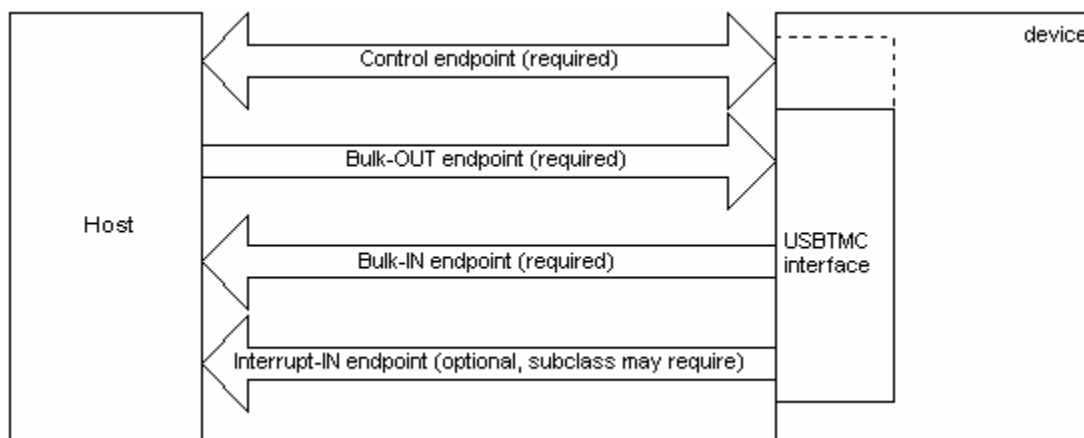 device
Control endpoint (required)
Bulk-OUT endpoint (required)
Host
USBTMC
interface
Bulk-IN endpoint (required)
Interrupt-IN endpoint (optional, subclass may require)